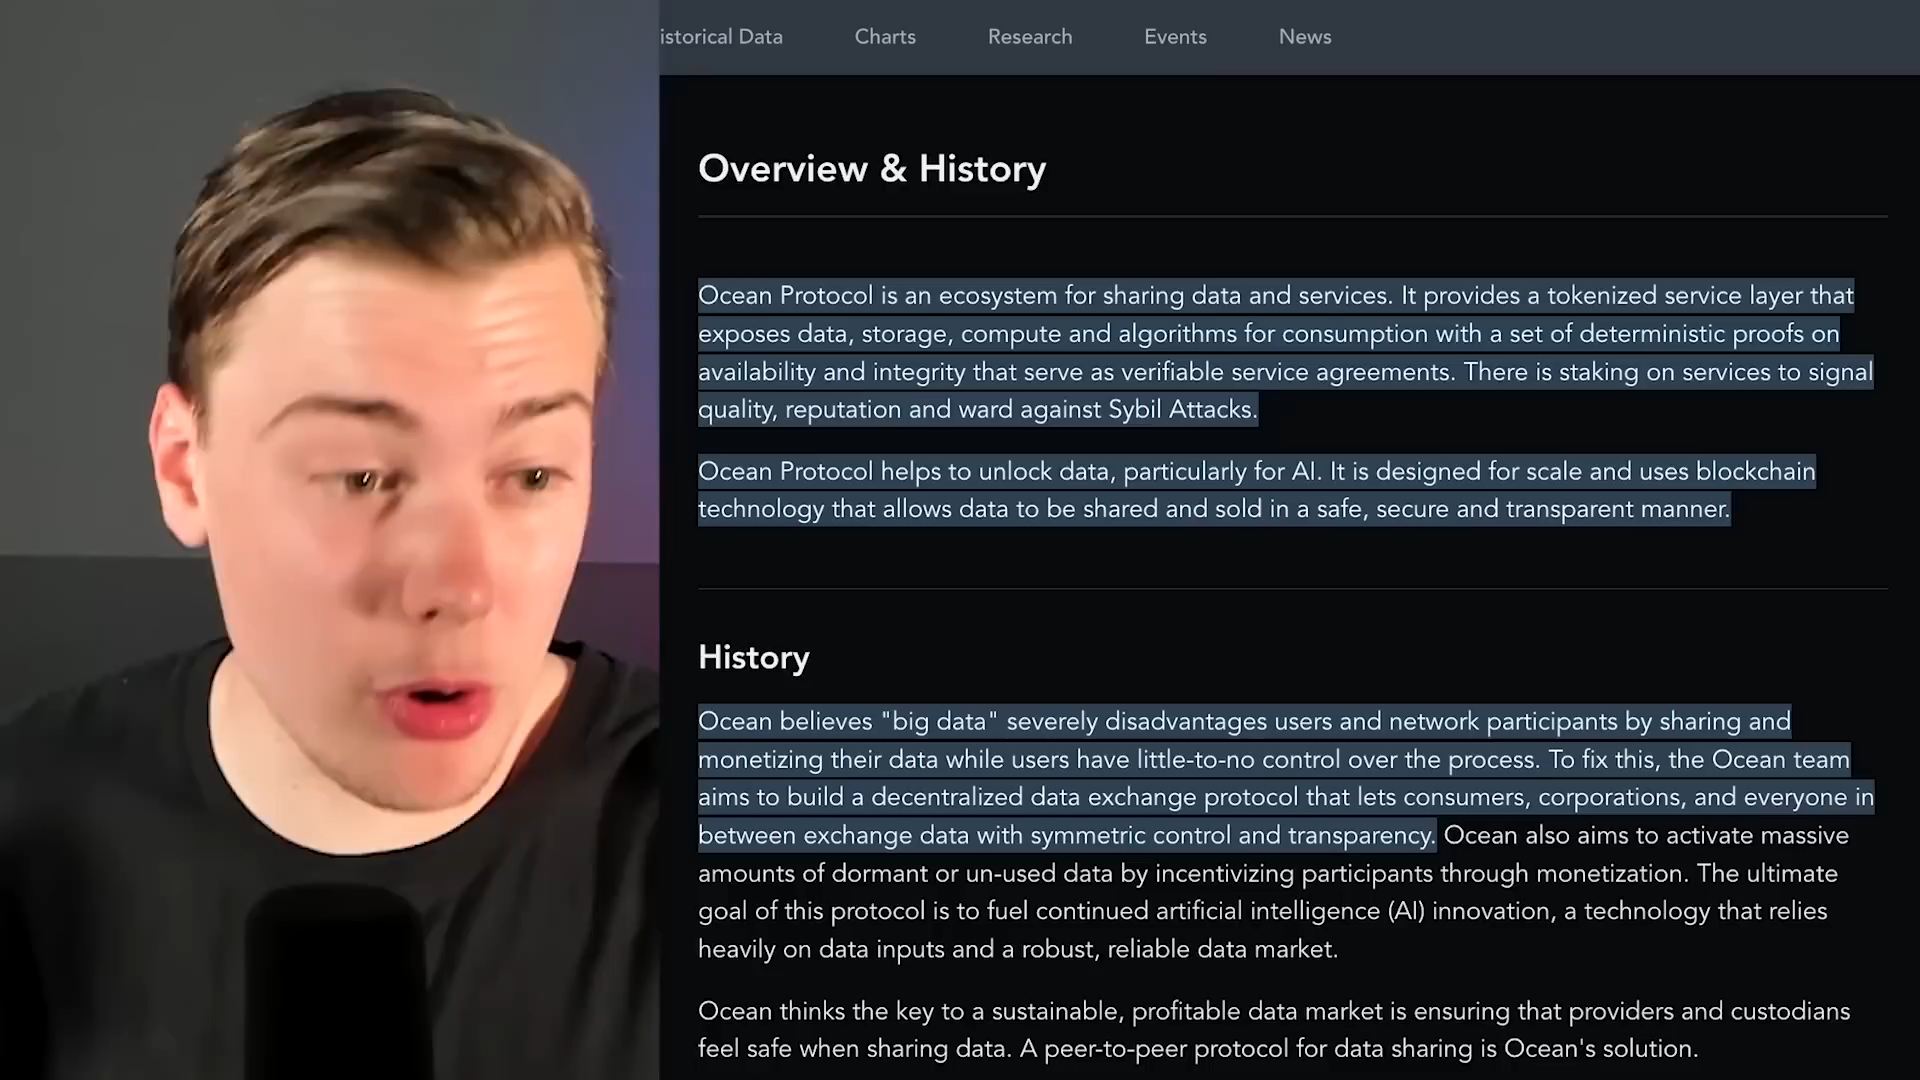 istorical Data
Charts
Research
Events
News
Overview & History
Ocean Protocol is an ecosystem for sharing data and services. It provides a tokenized service layer that
exposes data, storage, compute and algorithms for consumption with a set of deterministic proofs on
availability and integrity that serve as verifiable service agreements. There is staking on services to signal
quality, reputation and ward against Sybil Attacks.
Ocean Protocol helps to unlock data, particularly for AI. It is designed for scale and uses blockchain
technology that allows data to be shared and sold in a safe, secure and transparent manner.
History
Ocean believes "big data" severely disadvantages users and network participants by sharing and
monetizing their data while users have little-to-no control over the process. To fix this, the Ocean team
aims to build a decentralized data exchange protocol that lets consumers, corporations, and everyone in
between exchange data with symmetric control and transparency. Ocean also aims to activate massive
amounts of dormant or un-used data by incentivizing participants through monetization. The ultimate
goal of this protocol is to fuel continued artificial intelligence (AI) innovation, a technology that relies
heavily on data inputs and a robust, reliable data market.
Ocean thinks the key to a sustainable, profitable data market is ensuring that providers and custodians
feel safe when sharing data. A peer-to-peer protocol for data sharing is Ocean's solution.